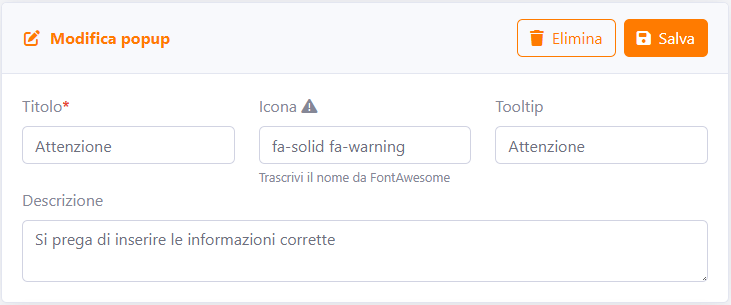 Modifica popup
Elimina
Salva
Titolo*
Icona
Tooltip
Attenzione
fa-solid fa-warning
Attenzione
Trascrivi il nome da FontAwesome
Descrizione
Si prega di inserire le informazioni corrette